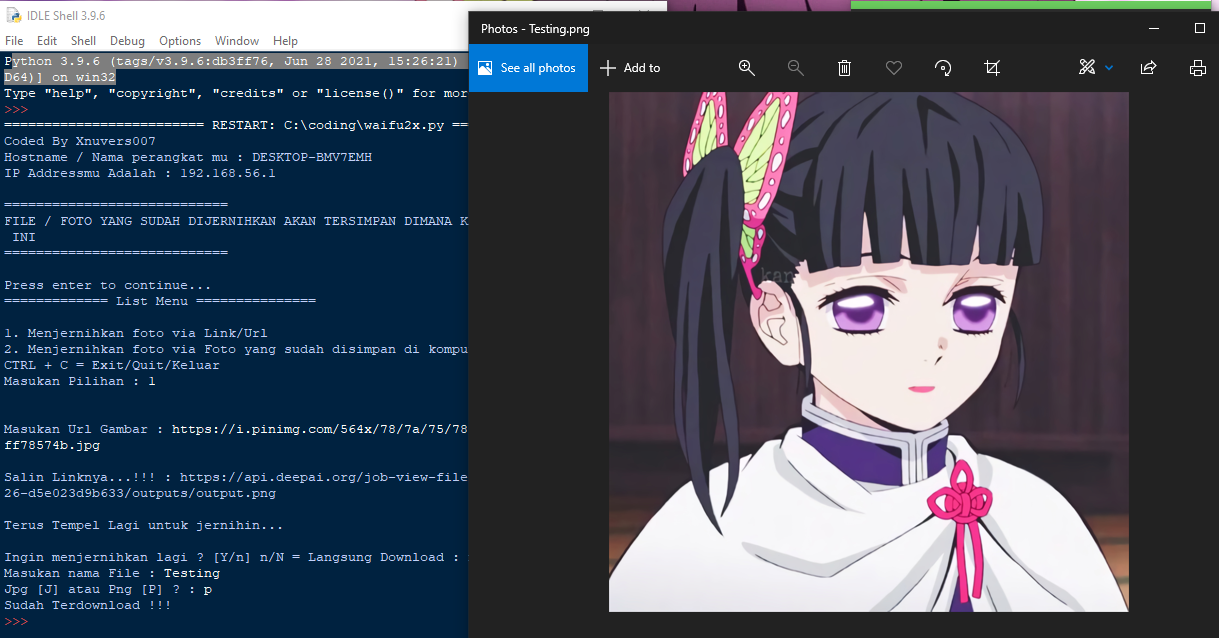 IDLE Shell 3.9.6
File Edit Shell Debug Options Window Help
Python 3.9.6 (tags/v3.9.6:db3ff76, Jun 28 2021, 15:26:21)
D64)] on win32
Type "help", "copyright", "credits" or "license()" for mor
>>>
========================= RESTART: C:\coding\waifu2x.py ==
Coded By Xnuvers007
Hostname / Nama perangkat mu : DESKTOP-BMV7EMH
IP Addressmu Adalah : 192.168.56.1
============================
FILE / FOTO YANG SUDAH DIJERNIHKAN AKAN TERSIMPAN DIMANA K
INI
============================
Press enter to continue...
============= List Menu ===============
1. Menjernihkan foto via Link/Url
2. Menjernihkan foto via Foto yang sudah disimpan di kompu
CTRL + C = Exit/Quit/Keluar
Masukan Pilihan : 1
Masukan Url Gambar : https://i.pinimg.com/564x/78/7a/75/78
ff78574b.jpg
Salin Linknya...!!! : https://api.deepai.org/job-view-file
26-d5e023d9b633/outputs/output.png
Terus Tempel Lagi untuk jernihin...
Ingin menjernihkan lagi ? [Y/n] n/N = Langsung Download :
Masukan nama File : Testing
Jpg [J] atau Png [P] ? : p
Sudah Terdownload !!!
>>>
Photos - Testing.png
See all photos
Add to
kan